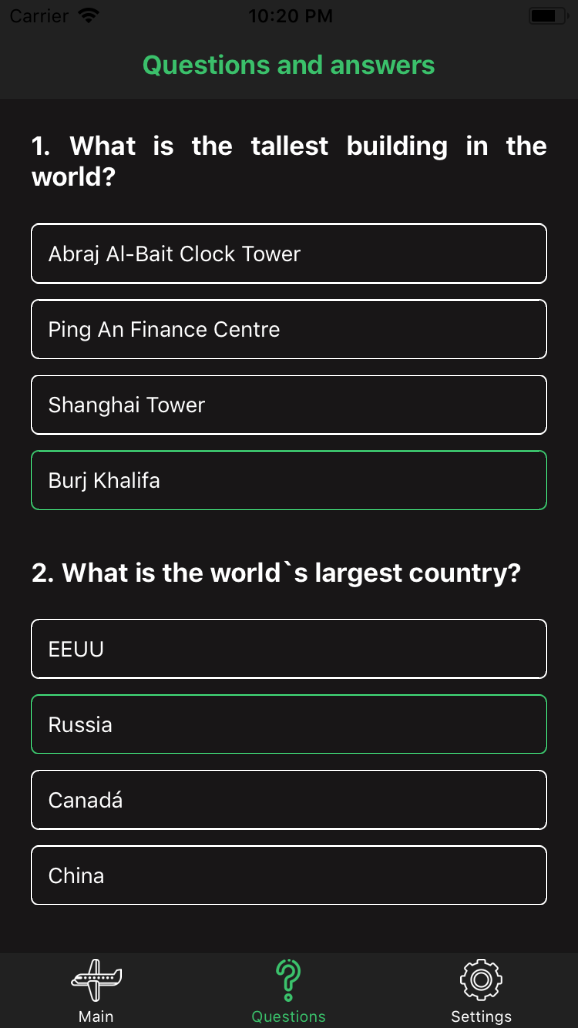 Carrier 10:20 PM
Questions and answers
1. What is the tallest building in the
world?
Abraj Al-Bait Clock Tower
Ping An Finance Centre
Shanghai Tower
Burj Khalifa
2. What is the world`s largest country?
EEUU
Russia
Canadá
China
Main Questions Settings